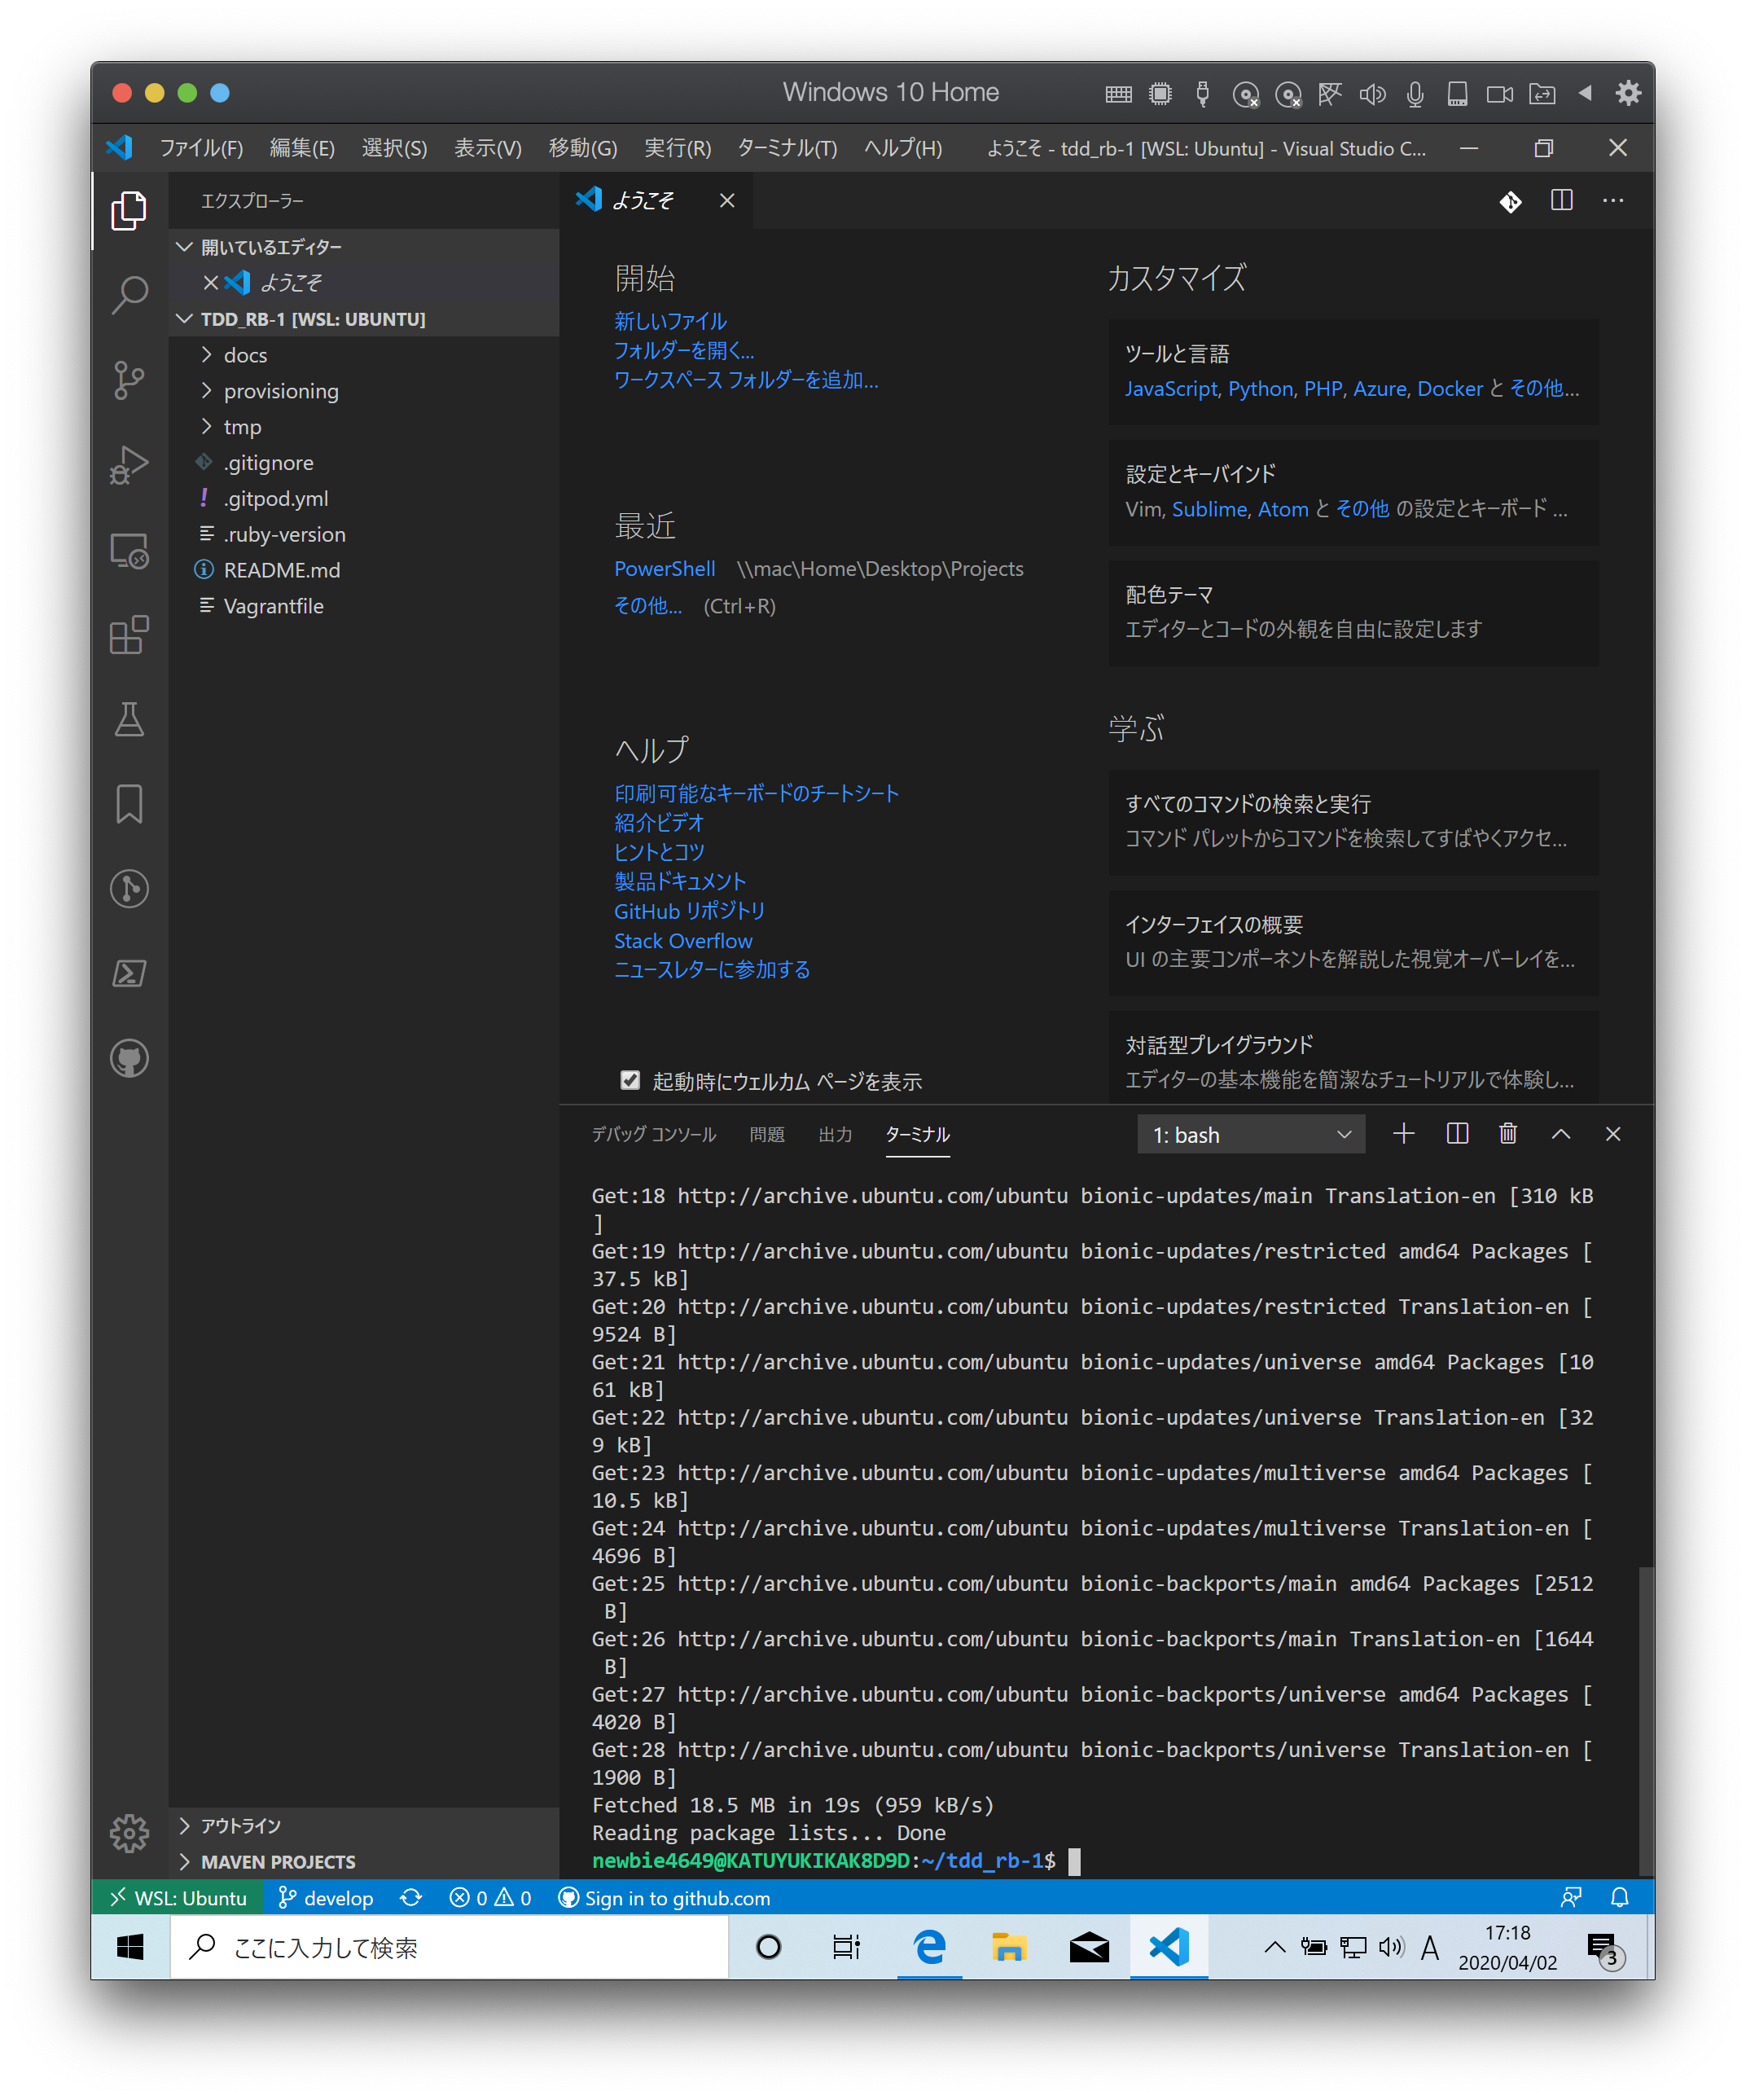 Windows 10 Home
ファイル(F) 編集(E) 選択(S) 表示(V) 移動(G) 実行(R) ターミナル(T) ヘルプ(H) ようこそ - tdd_rb-1 [WSL: Ubuntu] - Visual Studio C...
エクスプローラー
開いているエディター
ようこそ
TDD_RB-1 [WSL: UBUNTU]
docs
provisioning
tmp
.gitignore
.gitpod.yml
.ruby-version
README.md
Vagrantfile
アウトライン
MAVEN PROJECTS
ようこそ
開始
新しいファイル
フォルダーを開く...
ワークスペース フォルダーを追加...
最近
PowerShell \\mac\Home\Desktop\Projects
その他... (Ctrl+R)
ヘルプ
印刷可能なキーボードのチートシート
紹介ビデオ
ヒントとコツ
製品ドキュメント
GitHub リポジトリ
Stack Overflow
ニュースレターに参加する
起動時にウェルカム ページを表示
カスタマイズ
ツールと言語
JavaScript, Python, PHP, Azure, Docker と その他...
設定とキーバインド
Vim, Sublime, Atom と その他 の設定とキーボード ...
配色テーマ
エディターとコードの外観を自由に設定します
学ぶ
すべてのコマンドの検索と実行
コマンド パレットからコマンドを検索してすばやくアクセ...
インターフェイスの概要
UI の主要コンポーネントを解説した視覚オーバーレイを...
対話型プレイグラウンド
エディターの基本機能を簡潔なチュートリアルで体験し...
デバッグ コンソール 問題 出力 ターミナル 1: bash
Get:18 http://archive.ubuntu.com/ubuntu bionic-updates/main Translation-en [310 kB
]
Get:19 http://archive.ubuntu.com/ubuntu bionic-updates/restricted amd64 Packages [
37.5 kB]
Get:20 http://archive.ubuntu.com/ubuntu bionic-updates/restricted Translation-en [
9524 B]
Get:21 http://archive.ubuntu.com/ubuntu bionic-updates/universe amd64 Packages [10
61 kB]
Get:22 http://archive.ubuntu.com/ubuntu bionic-updates/universe Translation-en [32
9 kB]
Get:23 http://archive.ubuntu.com/ubuntu bionic-updates/multiverse amd64 Packages [
10.5 kB]
Get:24 http://archive.ubuntu.com/ubuntu bionic-updates/multiverse Translation-en [
4696 B]
Get:25 http://archive.ubuntu.com/ubuntu bionic-backports/main amd64 Packages [2512
 B]
Get:26 http://archive.ubuntu.com/ubuntu bionic-backports/main Translation-en [1644
 B]
Get:27 http://archive.ubuntu.com/ubuntu bionic-backports/universe amd64 Packages [
4020 B]
Get:28 http://archive.ubuntu.com/ubuntu bionic-backports/universe Translation-en [
1900 B]
Fetched 18.5 MB in 19s (959 kB/s)
Reading package lists... Done
newbie4649@KATUYUKIKAK8D9D:~/tdd_rb-1$
WSL: Ubuntu develop 0 0 Sign in to github.com
ここに入力して検索
A
17:18
2020/04/02
3